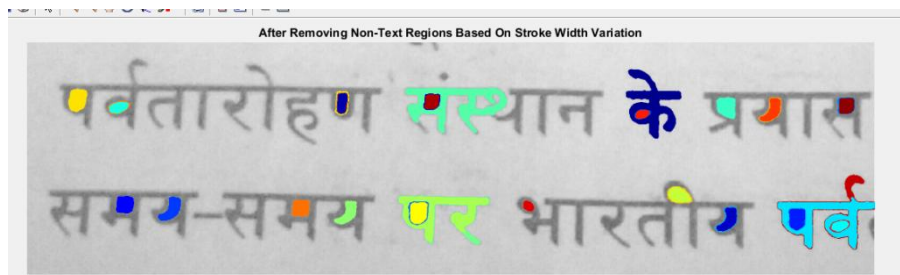 After Removing Non-Text Regions Based On Stroke Width Variation
पर्वतारोहण संस्थान के प्रयास
समय-समय पर भारतीय पर्व